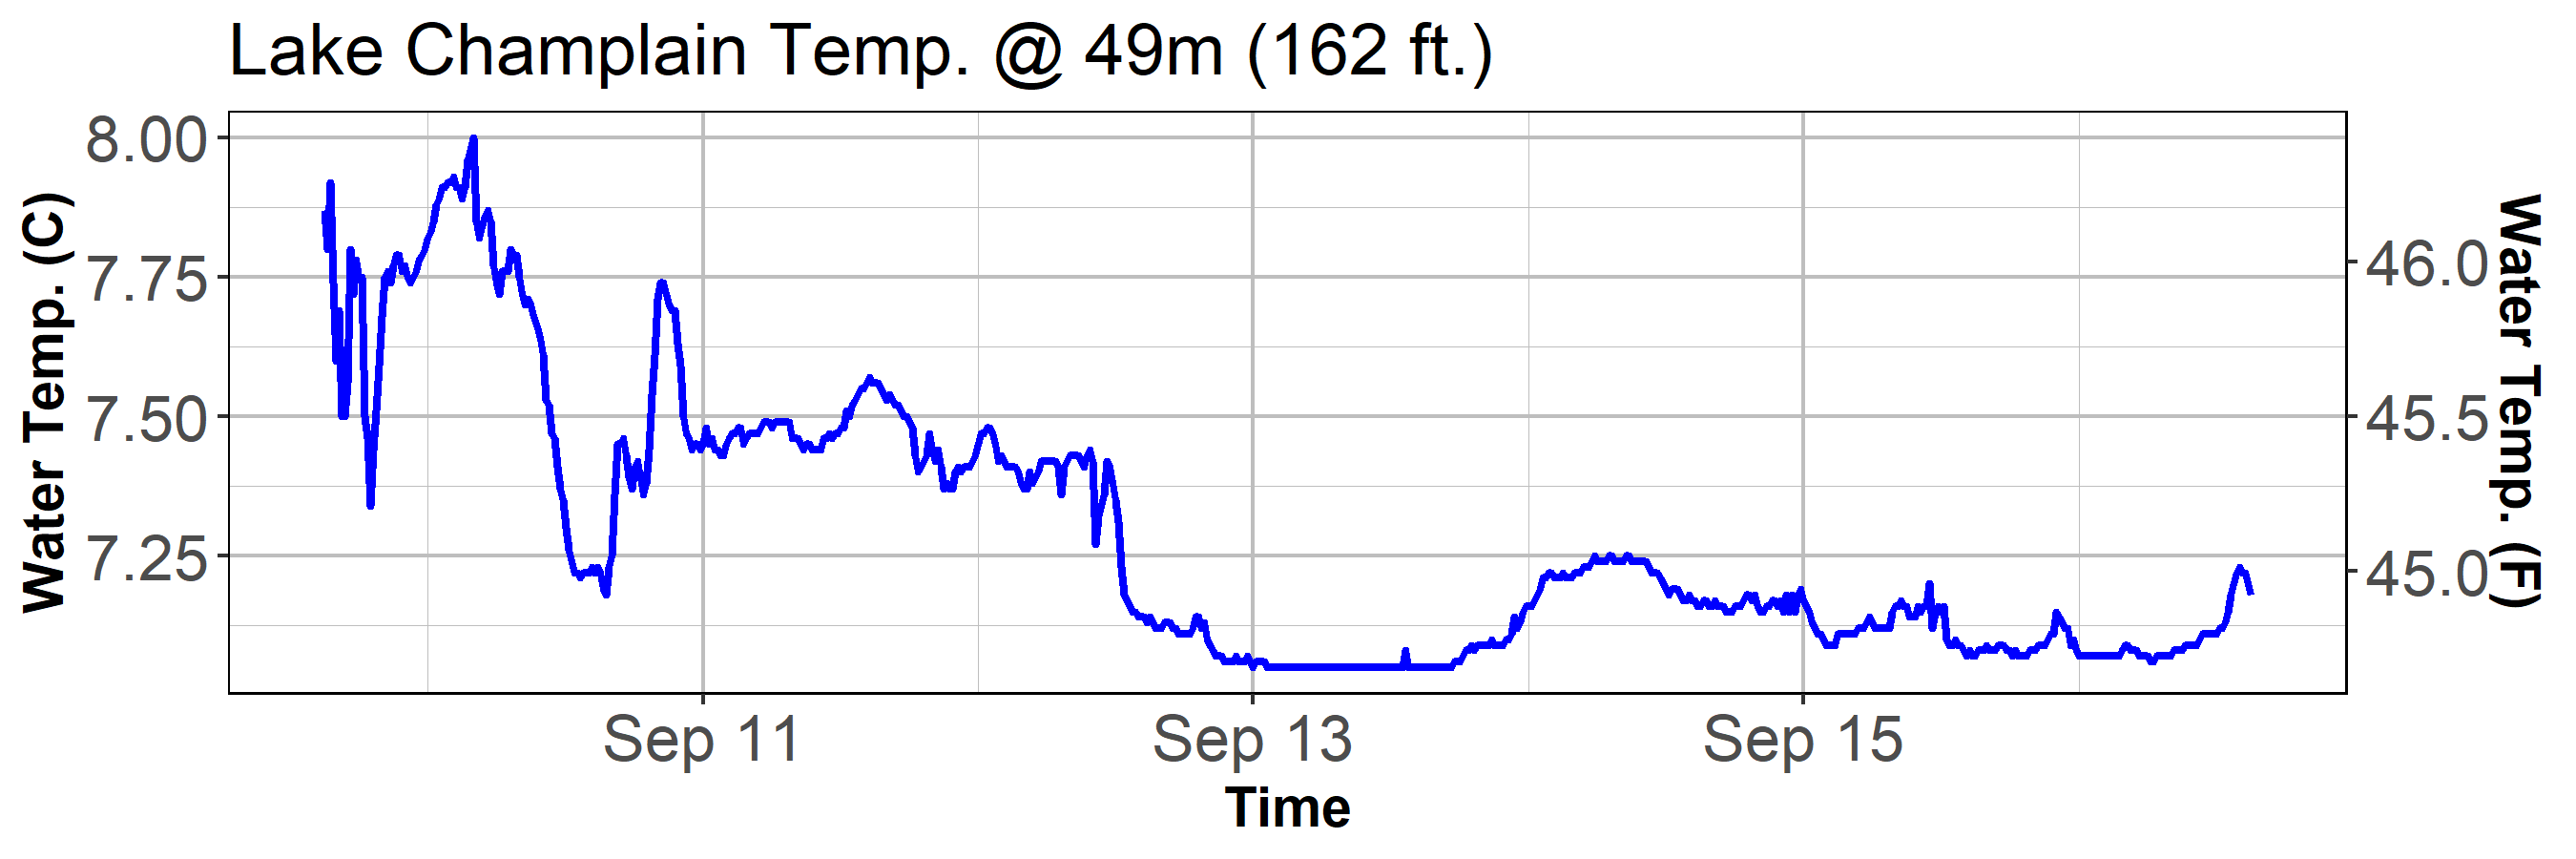 Lake Champlain Temp. @ 49m (162 ft.)
Water Temp. (C)
8.00
7.75
7.50
7.25
46.0
45.5
45.0
Water Temp. (F)
Sep 11
Sep 13
Sep 15
Time